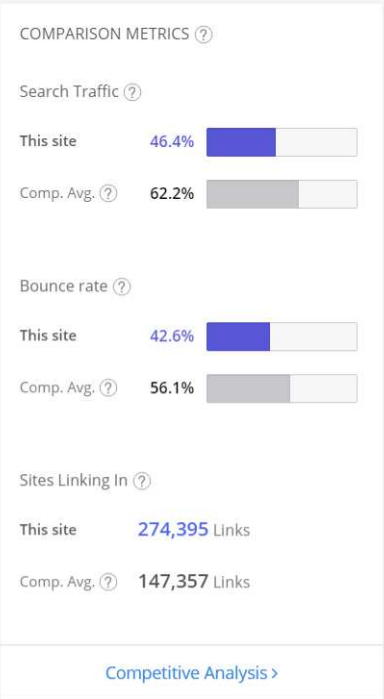 COMPARISON METRICS ?
Search Traffic ?
This site 46.4%
Comp. Avg. ? 62.2%
Bounce rate ?
This site 42.6%
Comp. Avg. ? 56.1%
Sites Linking In ?
This site 274,395 Links
Comp. Avg. ? 147,357 Links
Competitive Analysis >